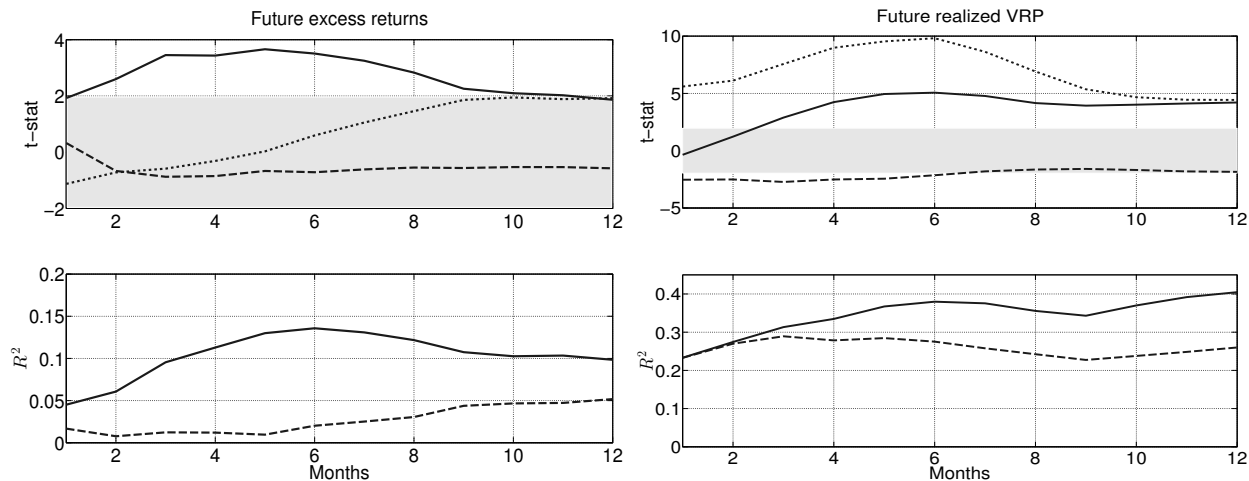 Future excess returns
4
2
0
−2
t−stat
2 4 6 8 10 12
0.2
0.15
0.1
0.05
0
R²
2 4 6 8 10 12
Months
Future realized VRP
10
5
0
−5
t−stat
2 4 6 8 10 12
0.4
0.3
0.2
0.1
0
R²
2 4 6 8 10 12
Months